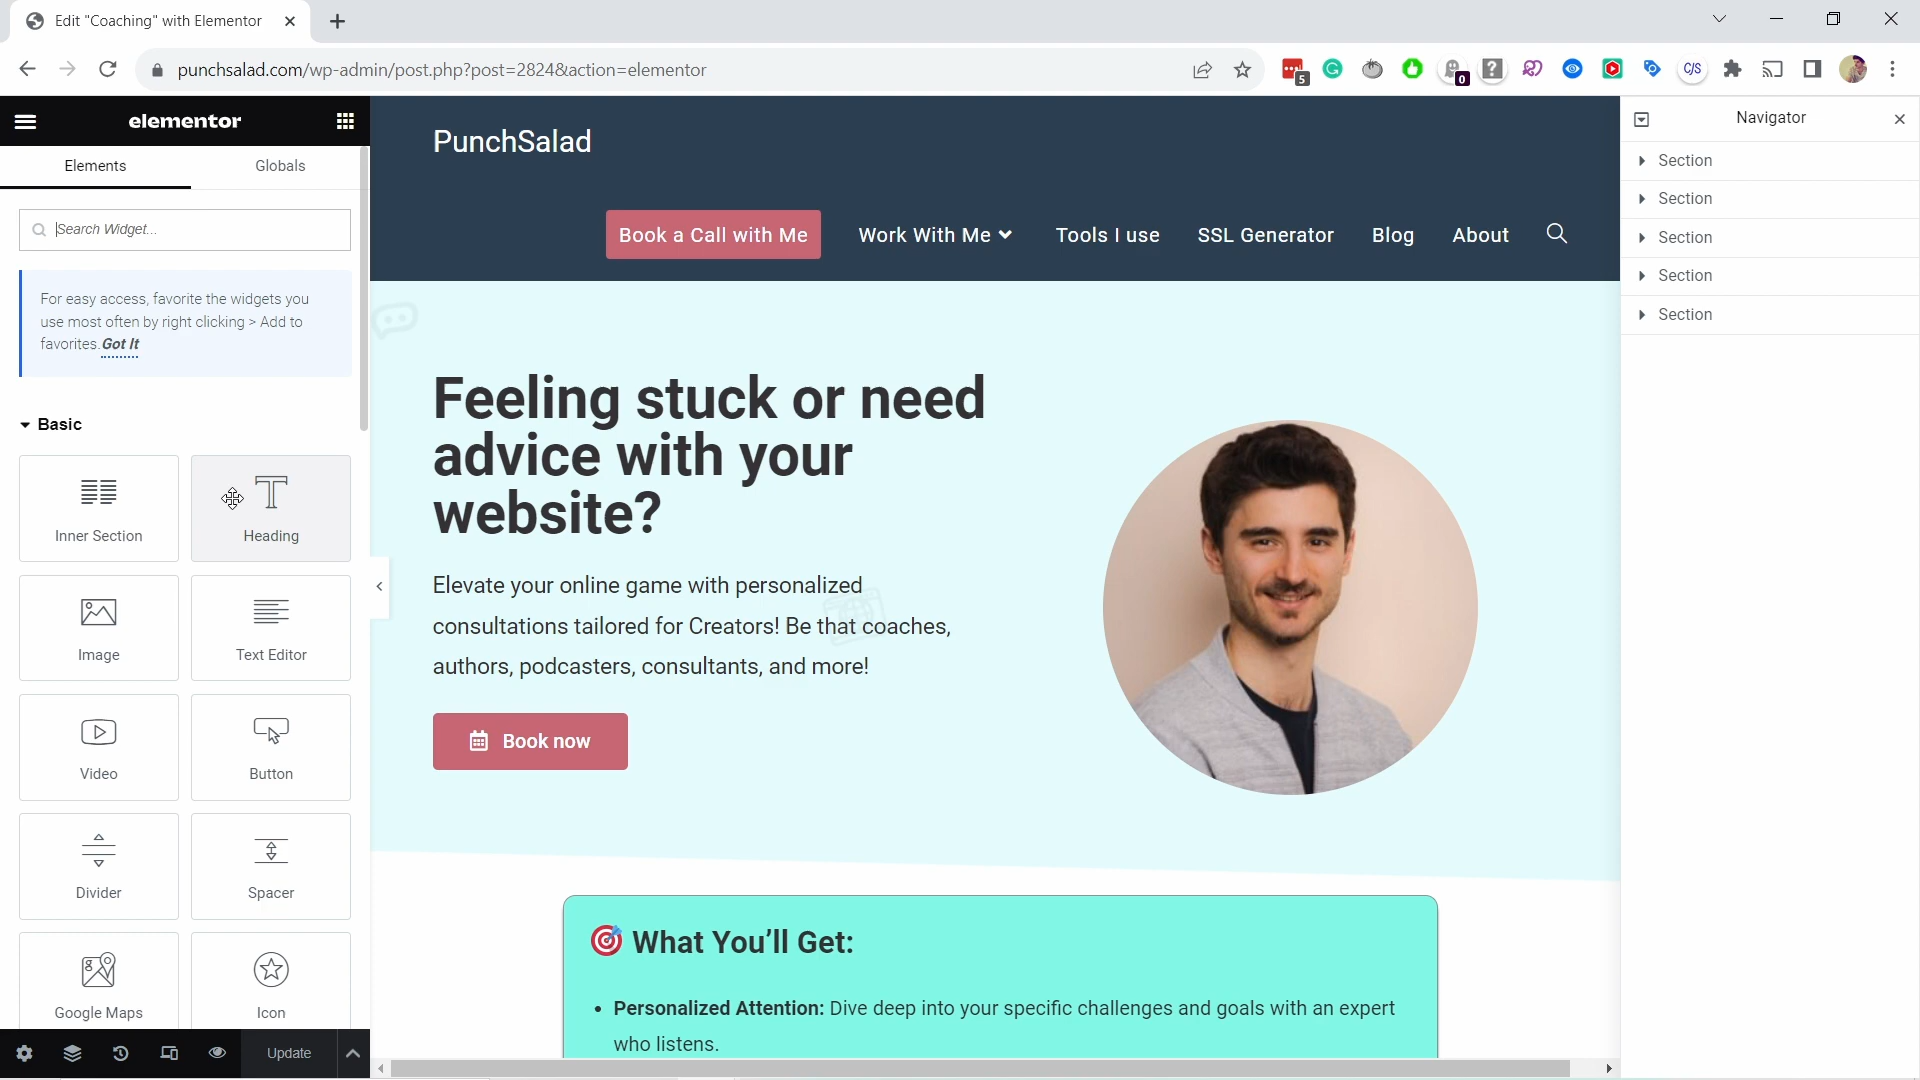 Edit "Coaching" with Elementor
punchsalad.com/wp-admin/post.php?post=2824&action=elementor
5
0
?
C/S
elementor
Elements
Globals
Search Widget...
For easy access, favorite the widgets you
use most often by right clicking > Add to
favorites. Got It
Basic
Inner Section
Heading
Image
Text Editor
Video
Button
Divider
Spacer
Google Maps
Icon
Update
PunchSalad
Book a Call with Me
Work With Me
Tools I use
SSL Generator
Blog
About
Feeling stuck or need
advice with your
website?
Elevate your online game with personalized
consultations tailored for Creators! Be that coaches,
authors, podcasters, consultants, and more!
Book now
What You’ll Get:
• Personalized Attention: Dive deep into your specific challenges and goals with an expert
who listens.
Navigator
Section
Section
Section
Section
Section